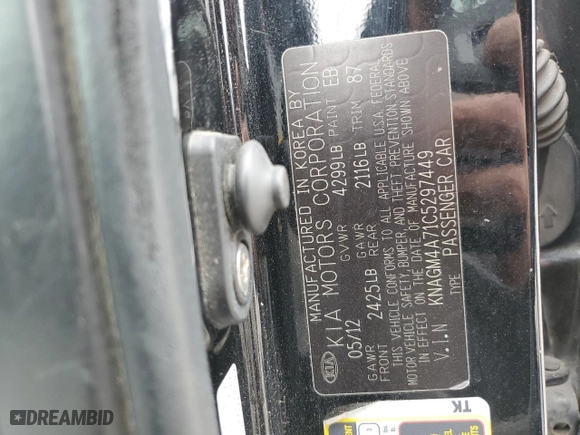 MANUFACTURED IN KOREA BY
KIA MOTORS CORPORATION
05/12 GVWR 4299LB PAINT EB
GAWR FRONT 2425LB GAWR REAR 2116LB TRIM 87
THIS VEHICLE CONFORMS TO ALL APPLICABLE U.S.A. FEDERAL
MOTOR VEHICLE SAFETY, BUMPER, AND THEFT PREVENTION STANDARDS
IN EFFECT ON THE DATE OF MANUFACTURE SHOWN ABOVE
V.I.N KNAGM4A71C5297449
TYPE PASSENGER CAR
KIA
TK
DREAMBID